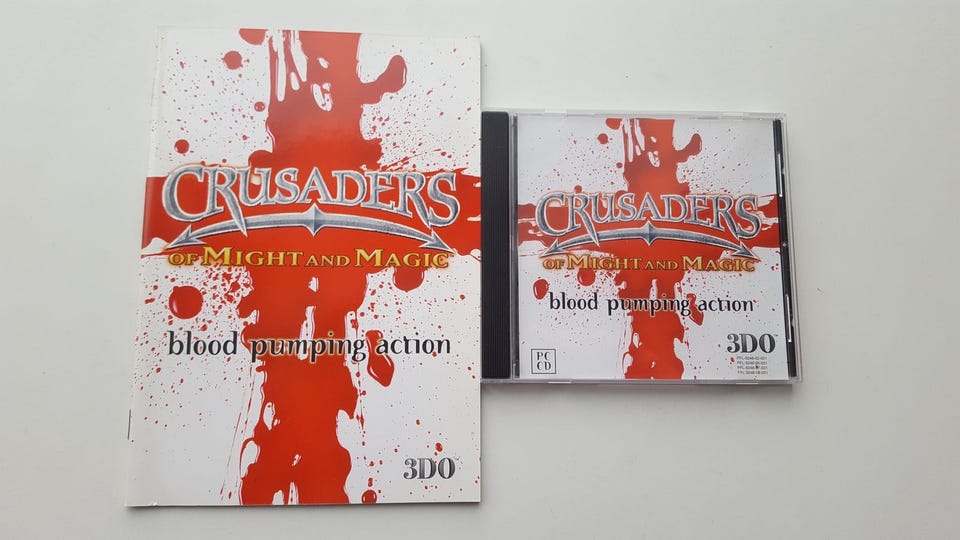 CRUSADERS
OF MIGHT AND MAGIC
blood pumping action
3DO
CRUSADERS
OF MIGHT AND MAGIC
blood pumping action
3DO
PC
CD